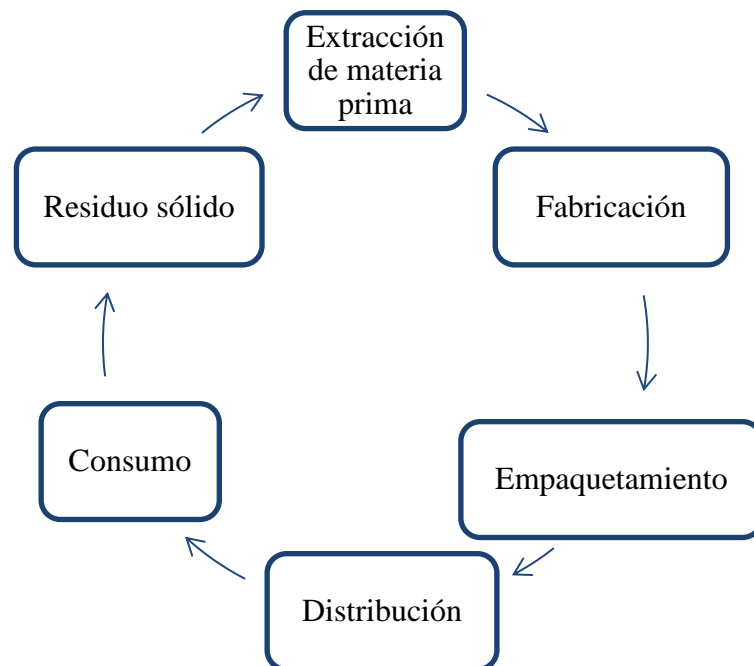 Extracción
de materia
prima
Fabricación
Empaquetamiento
Distribución
Consumo
Residuo sólido